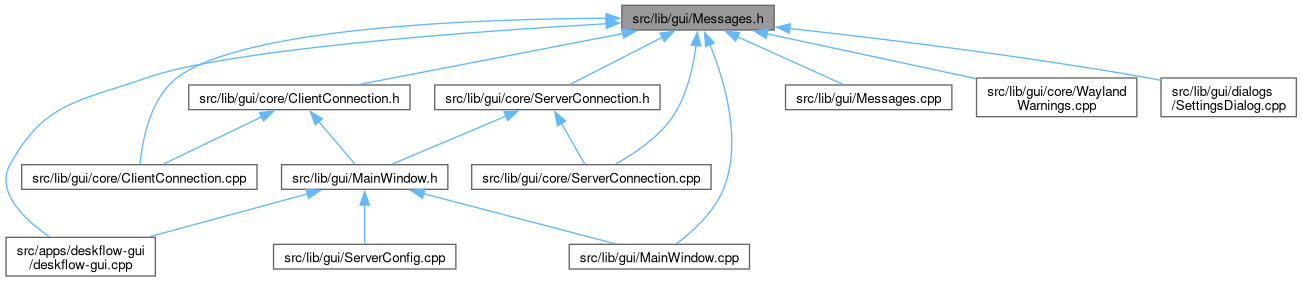 src/lib/gui/Messages.h
src/lib/gui/core/ClientConnection.h
src/lib/gui/core/ServerConnection.h
src/lib/gui/Messages.cpp
src/lib/gui/core/Wayland
Warnings.cpp
src/lib/gui/dialogs
/SettingsDialog.cpp
src/lib/gui/core/ClientConnection.cpp
src/lib/gui/MainWindow.h
src/lib/gui/core/ServerConnection.cpp
src/apps/deskflow-gui
/deskflow-gui.cpp
src/lib/gui/ServerConfig.cpp
src/lib/gui/MainWindow.cpp